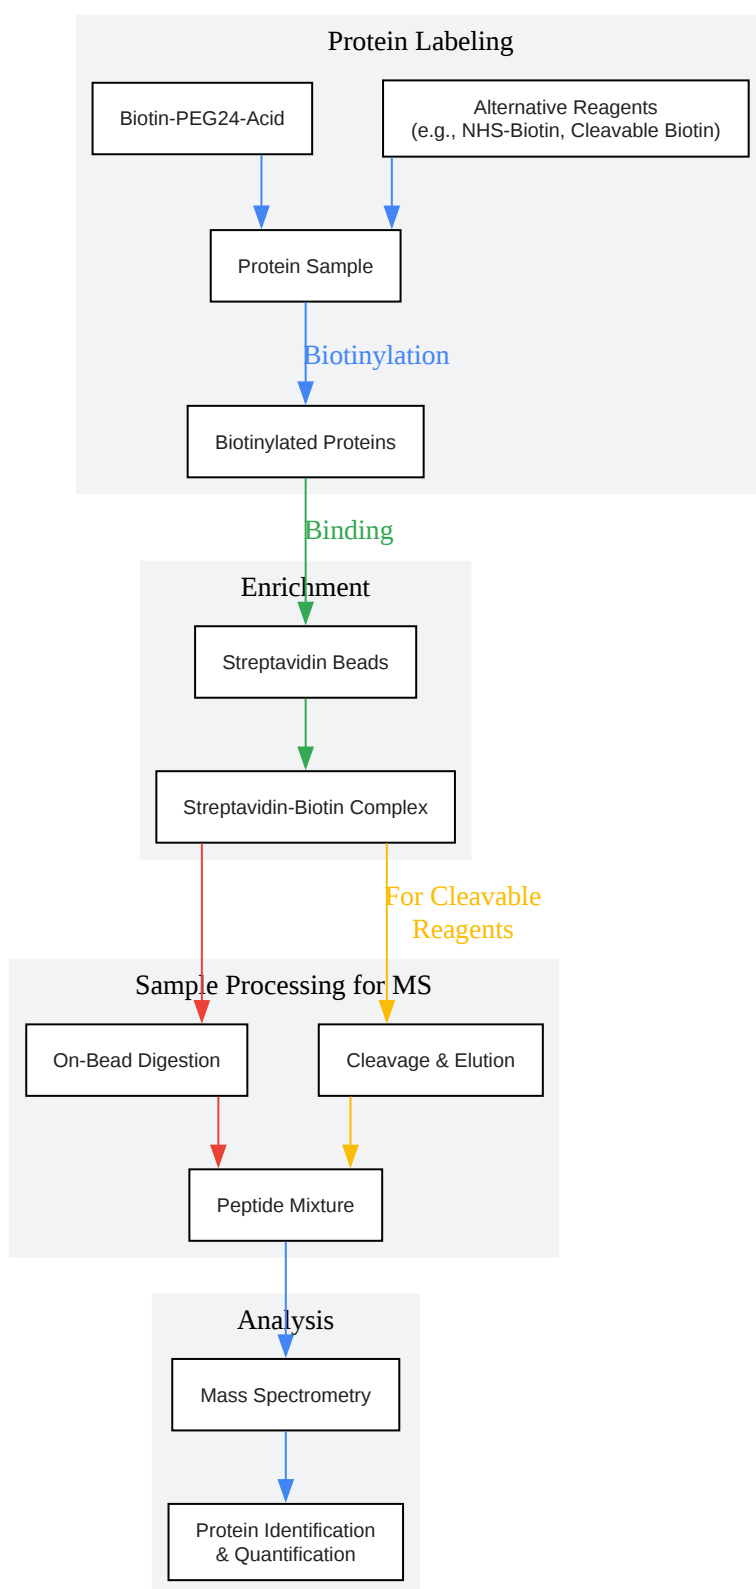 Protein Labeling
Biotin-PEG24-Acid
Alternative Reagents
(e.g., NHS-Biotin, Cleavable Biotin)
Protein Sample
Biotinylation
Biotinylated Proteins
Binding
Enrichment
Streptavidin Beads
Streptavidin-Biotin Complex
For Cleavable
Reagents
Sample Processing for MS
On-Bead Digestion
Cleavage & Elution
Peptide Mixture
Analysis
Mass Spectrometry
Protein Identification
& Quantification